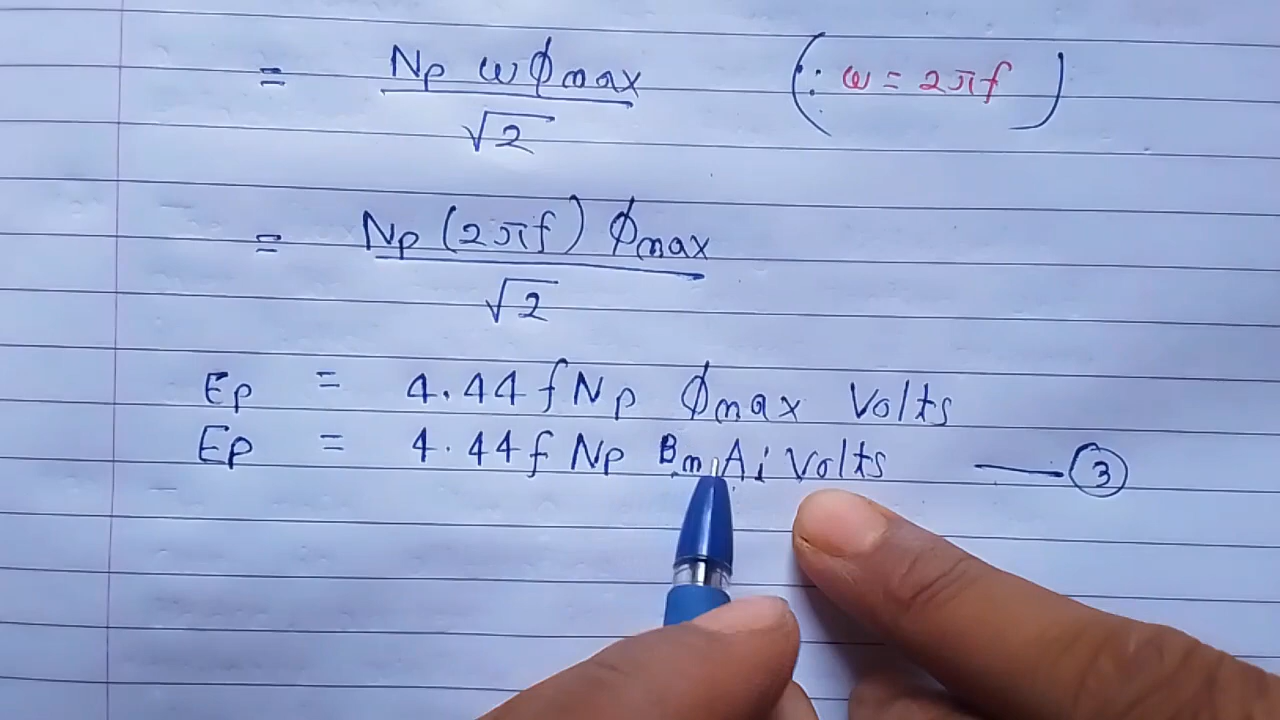 = Np ωϕmax / √2 (∵ ω = 2πf)
= Np (2πf) ϕmax / √2
Ep = 4.44 f Np ϕmax Volts
Ep = 4.44 f Np Bm Ai Volts — ③